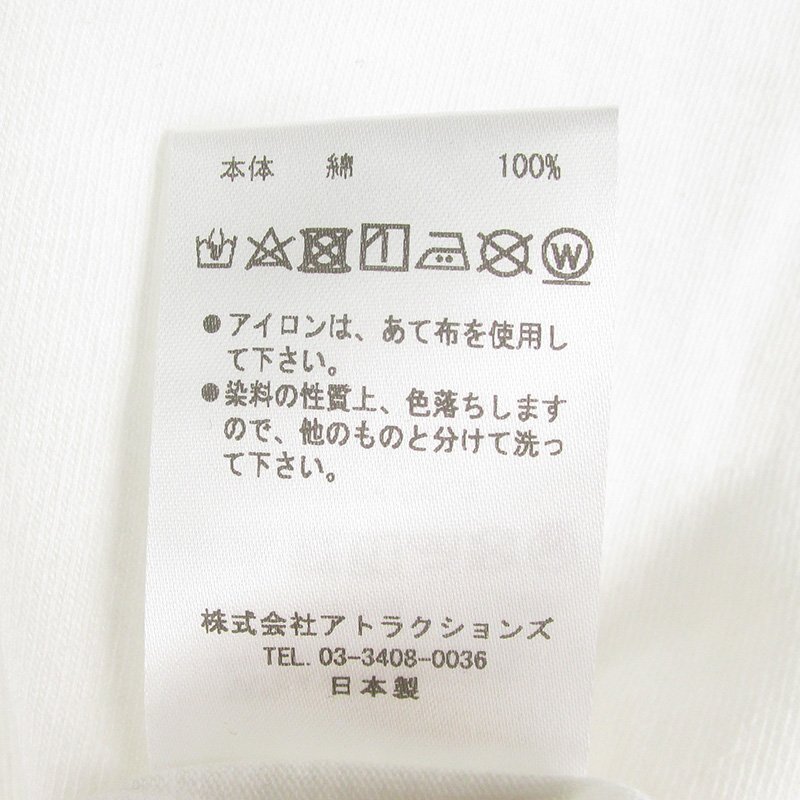 本体 綿 100%
W
●アイロンは、あて布を使用し
て下さい。
●染料の性質上、色落ちします
ので、他のものと分けて洗っ
て下さい。
株式会社アトラクションズ
TEL. 03-3408-0036
日本製